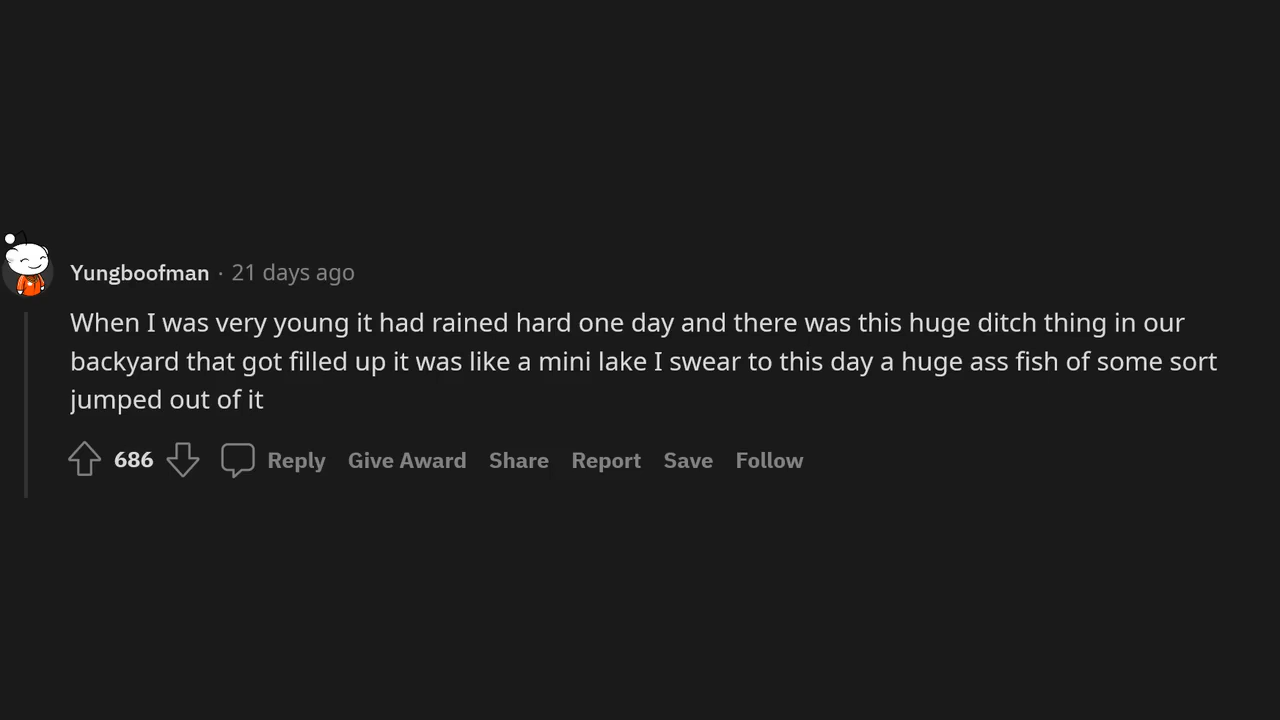 Yungboofman · 21 days ago
When I was very young it had rained hard one day and there was this huge ditch thing in our
backyard that got filled up it was like a mini lake I swear to this day a huge ass fish of some sort
jumped out of it
686 Reply Give Award Share Report Save Follow